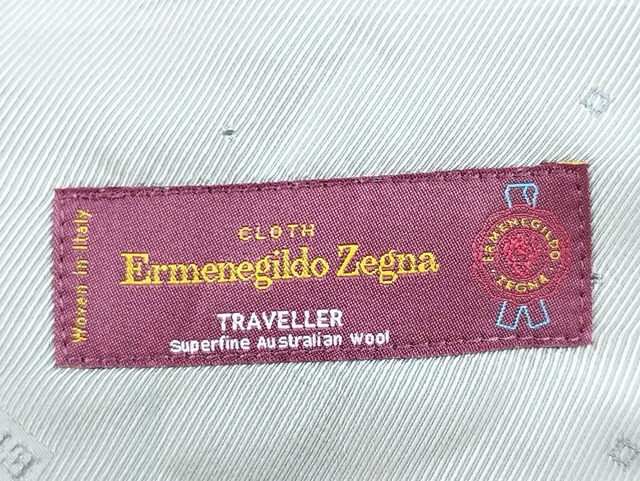 Woven in Italy
CLOTH
Ermenegildo Zegna
TRAVELLER
Superfine Australian Wool
ERMENEGILDO
ZEGNA